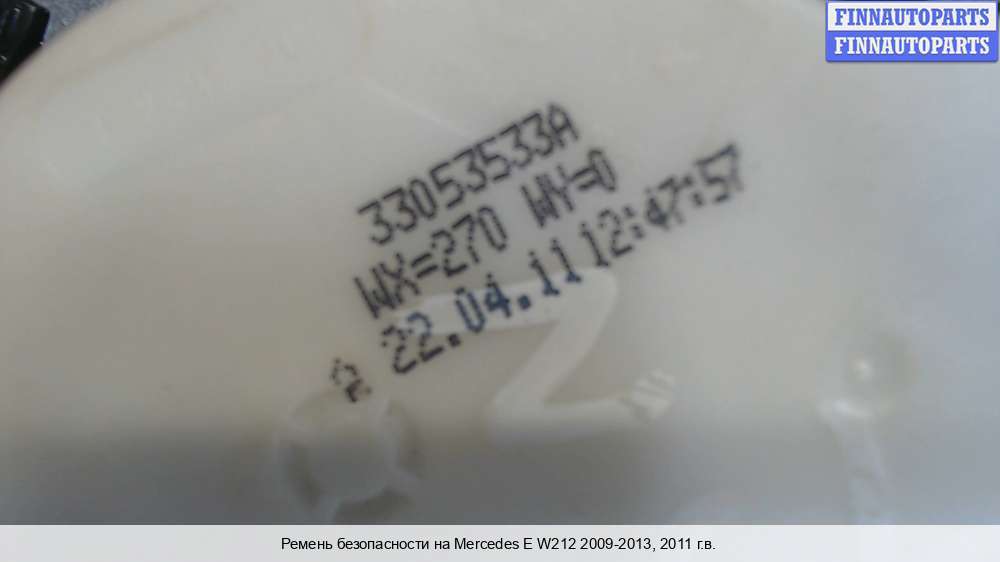 FINNAUTOPARTS
FINNAUTOPARTS
33053533A
WX=270 WY=0
22.04.11 12:47:57
Z
Ремень безопасности на Mercedes E W212 2009-2013, 2011 г.в.